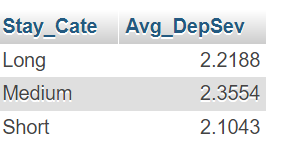 Stay_Cate Avg_DepSev
Long 2.2188
Medium 2.3554
Short 2.1043